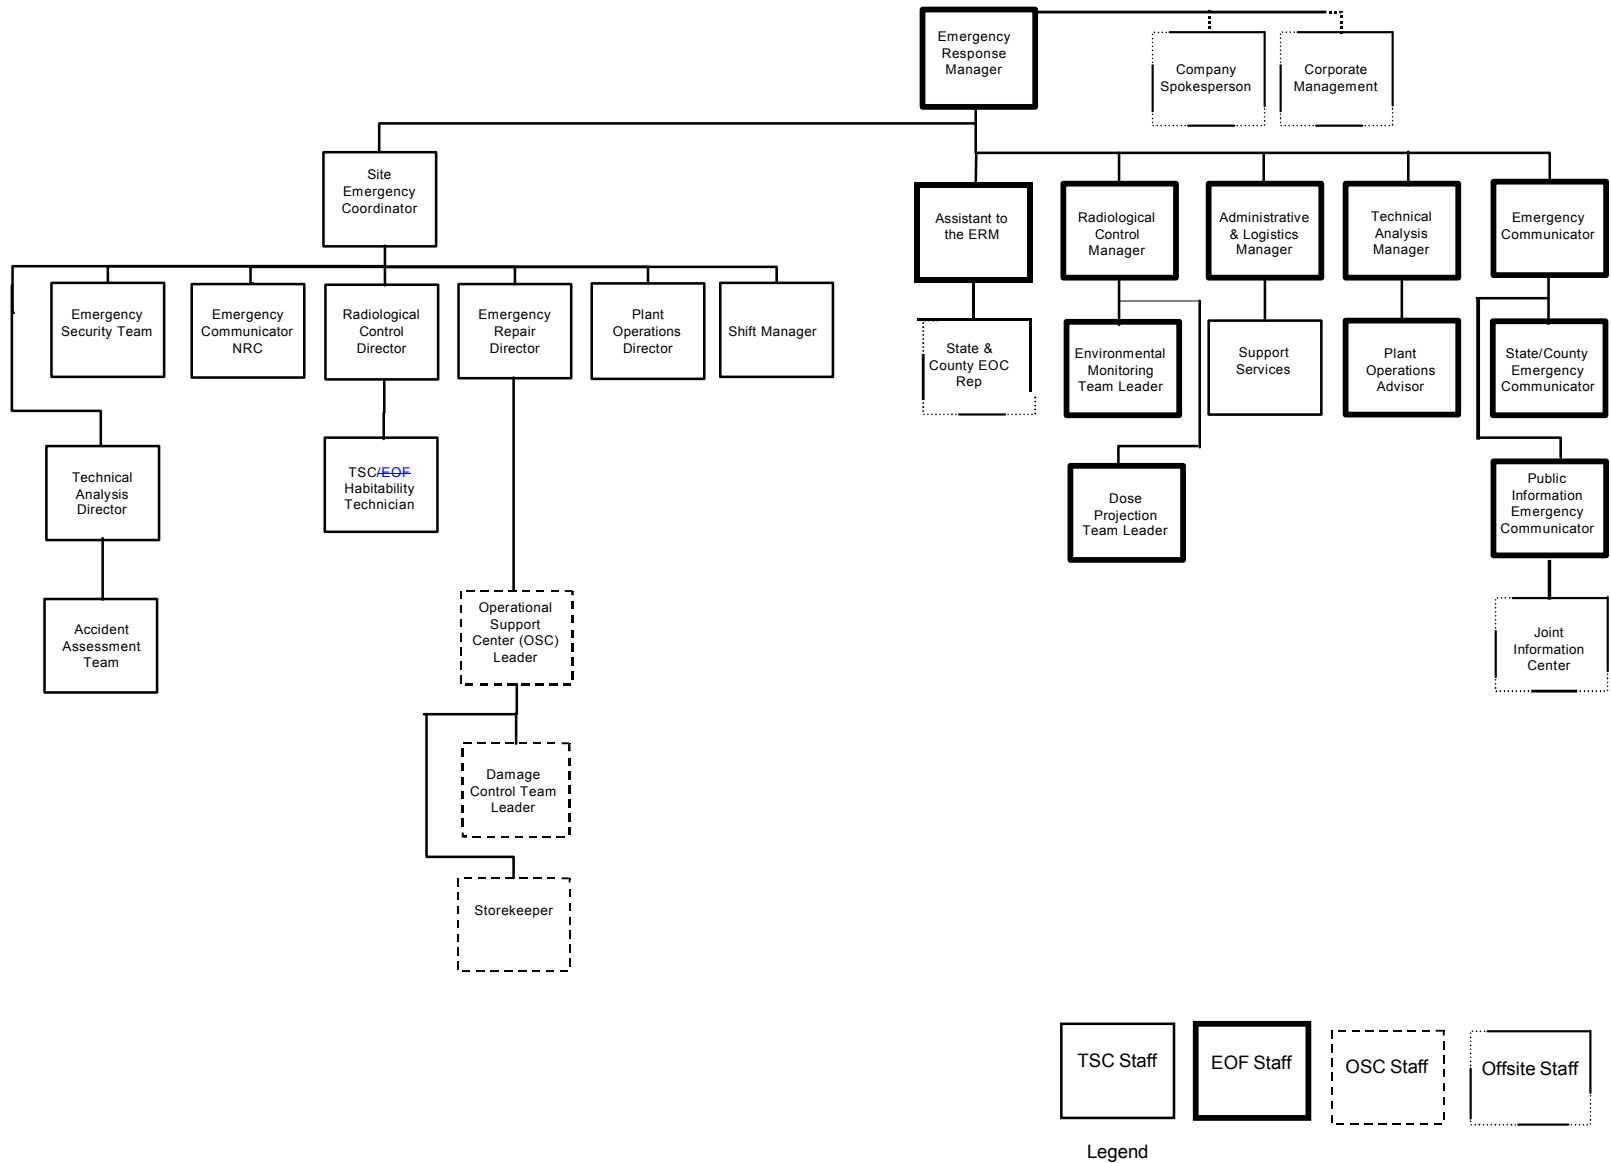 Emergency
Response
Manager
Company
Spokesperson
Corporate
Management
Site
Emergency
Coordinator
Assistant to
the ERM
Radiological
Control
Manager
Administrative
& Logistics
Manager
Technical
Analysis
Manager
Emergency
Communicator
Emergency
Security Team
Emergency
Communicator
NRC
Radiological
Control
Director
Emergency
Repair
Director
Plant
Operations
Director
Shift Manager
State &
County EOC
Rep
Environmental
Monitoring
Team Leader
Support
Services
Plant
Operations
Advisor
State/County
Emergency
Communicator
Technical
Analysis
Director
TSC/EOF
Habitability
Technician
Dose
Projection
Team Leader
Public
Information
Emergency
Communicator
Accident
Assessment
Team
Operational
Support
Center (OSC)
Leader
Joint
Information
Center
Damage
Control Team
Leader
Storekeeper
TSC Staff
EOF Staff
OSC Staff
Offsite Staff
Legend